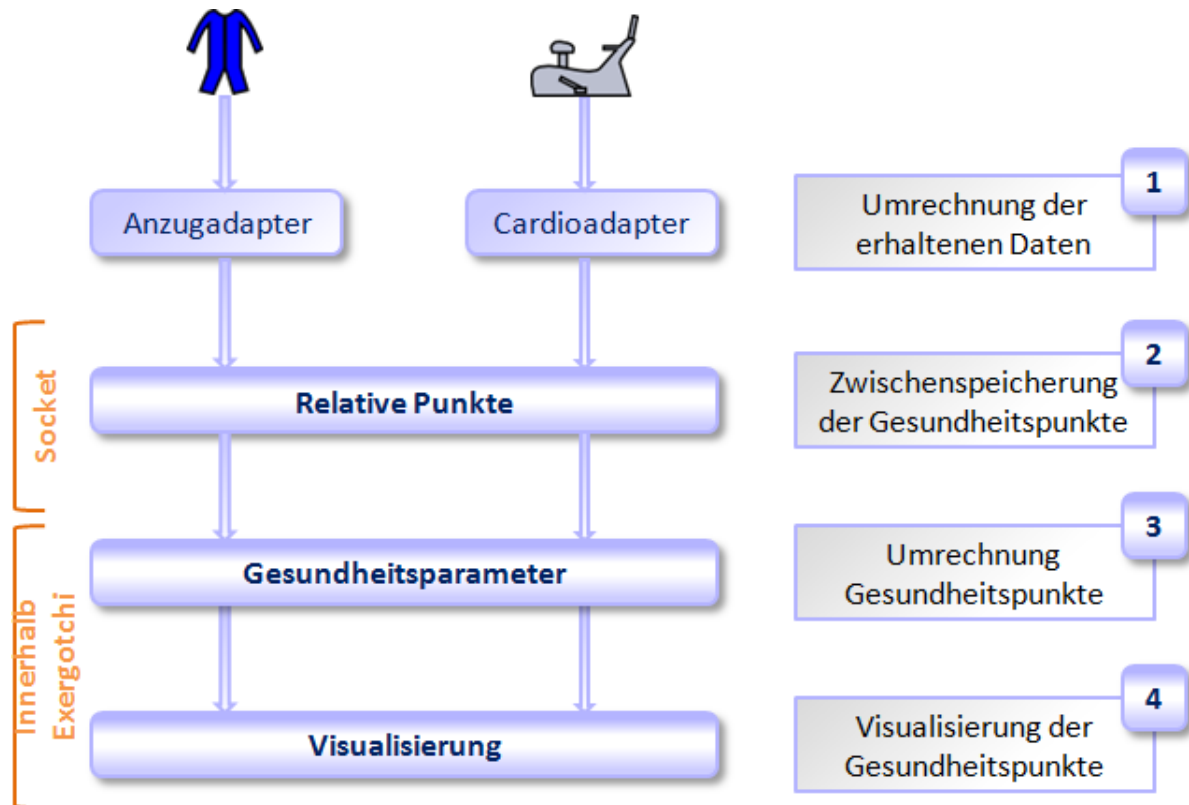 Anzugadapter
Cardioadapter
1
Umrechnung der
erhaltenen Daten
Socket
Relative Punkte
2
Zwischenspeicherung
der Gesundheitspunkte
Innerhalb
Exergotchi
Gesundheitsparameter
3
Umrechnung
Gesundheitspunkte
Visualisierung
4
Visualisierung der
Gesundheitspunkte